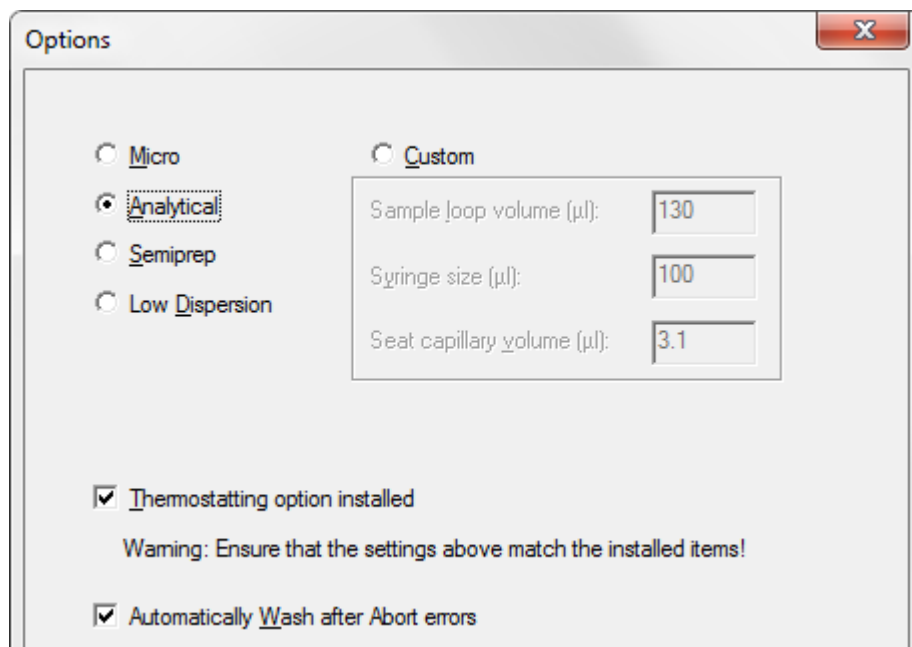 Options
Micro
Custom
Analytical
Sample loop volume (µl):
130
Semiprep
Syringe size (µl):
100
Low Dispersion
Seat capillary volume (µl):
3.1
Thermostatting option installed
Warning: Ensure that the settings above match the installed items!
Automatically Wash after Abort errors